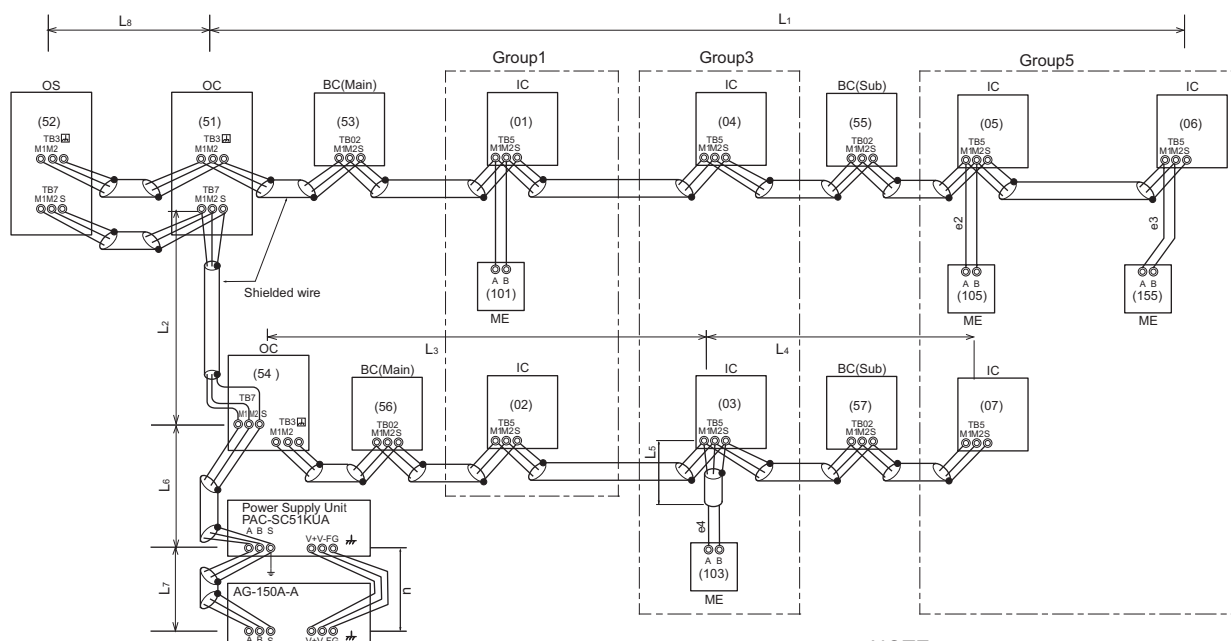 L8
L1
Group1
Group3
Group5
OS
OC
BC(Main)
IC
IC
BC(Sub)
IC
IC
(52)
(51)
(53)
(01)
(04)
(55)
(05)
(06)
TB3
M1M2
TB3
M1M2
TB02
M1M2S
TB5
M1M2S
TB5
M1M2S
TB02
M1M2S
TB5
M1M2S
TB5
M1M2S
TB7
M1M2 S
TB7
M1M2 S
e2
e3
Shielded wire
A B
(101)
ME
A B
(105)
ME
A B
(155)
ME
L2
L3
L4
OC
BC(Main)
IC
IC
BC(Sub)
IC
(54 )
(56)
(02)
(03)
(57)
(07)
TB7
M1M2 S
TB3
M1M2
TB02
M1M2S
TB5
M1M2S
TB5
M1M2S
TB02
M1M2S
TB5
M1M2S
L5
e4
L6
Power Supply Unit
PAC-SC51KUA
A B S
V+V-FG
A B
(103)
ME
L7
n
AG-150A-A
A B S
V+V-FG